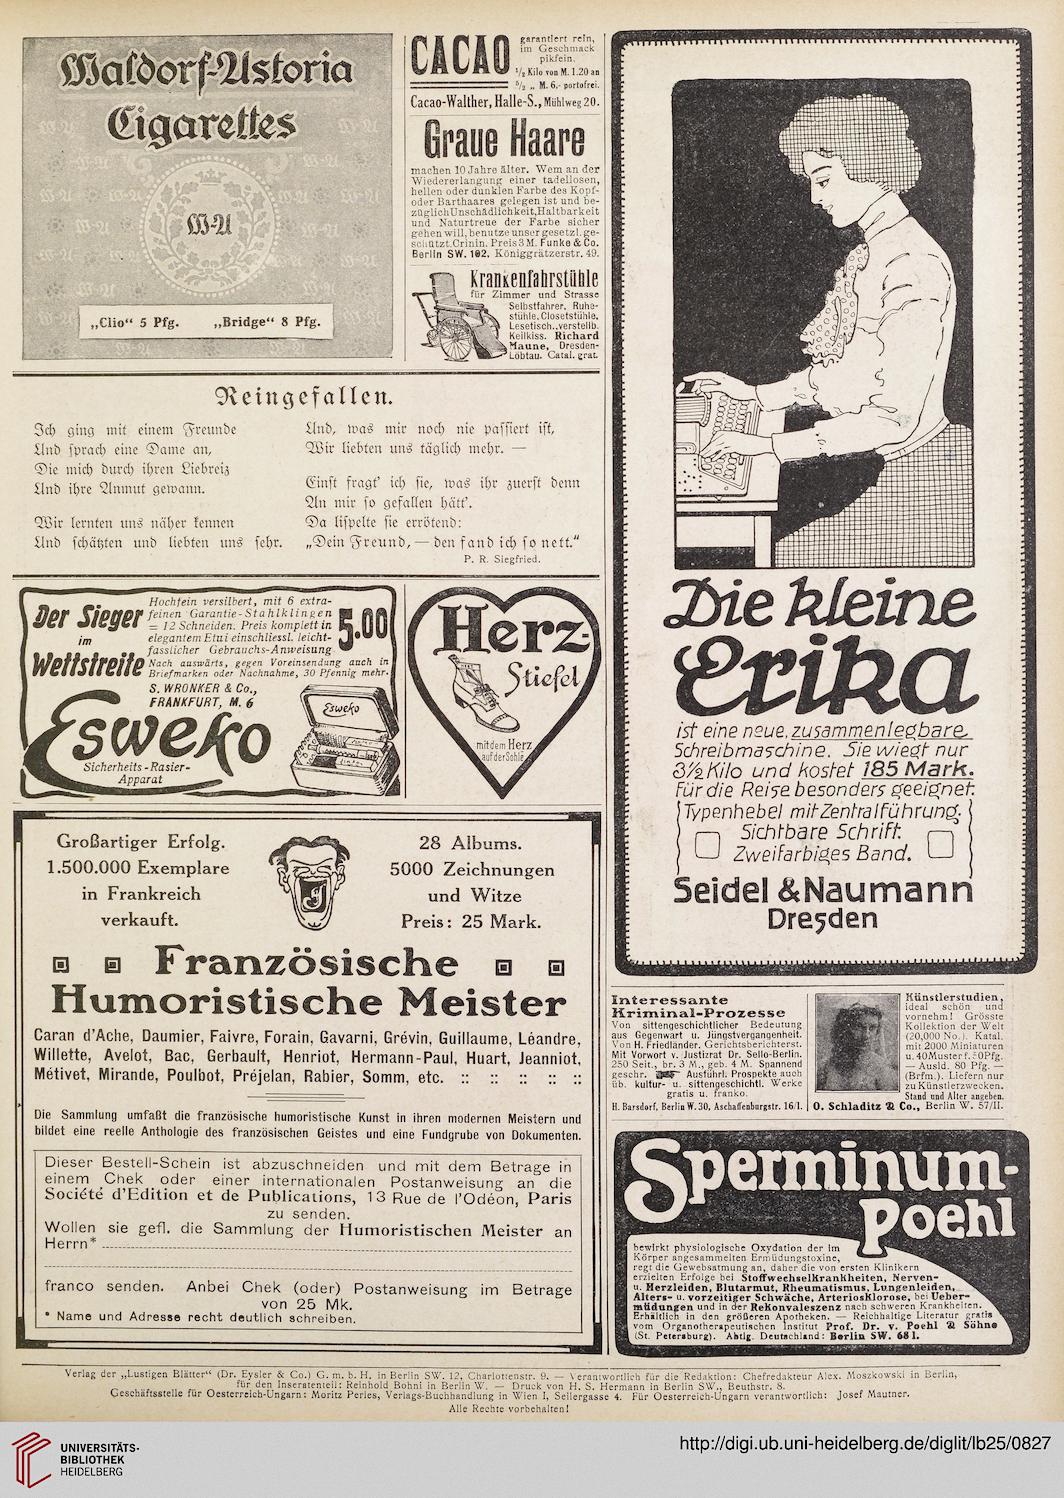 Waldorf-Astoria
Cigarettes
W-A
„Clio“ 5 Pfg. „Bridge“ 8 Pfg.
CACAO
garantiert rein,
im Geschmack
pikfein.
1/2 Kilo von M. 1.20 an
5/2 „ M. 6,- portofrei.
Cacao-Walther, Halle-S., Mühlweg 20.
Graue Haare
machen 10 Jahre älter. Wem an der
Wiedererlangung einer tadellosen,
hellen oder dunklen Farbe des Kopf-
oder Barthaares gelegen ist und be-
züglich Unschädlichkeit, Haltbarkeit
und Naturtreue der Farbe sicher
gehen will, benutze unser gesetzl. ge-
schützt. Crinin. Preis 3 M. Funke & Co.
Berlin SW. 102. Königgrätzerstr. 49.
Krankenfahrstühle
für Zimmer und Strasse
Selbstfahrer, Ruhe-
stühle, Closetstühle,
Lesetisch., verstellb.
Keilkiss. Richard
Maune, Dresden-
Löbtau. Catal. grat.
Reingefallen.
Ich ging mit einem Freunde
Und sprach eine Dame an,
Die mich durch ihren Liebreiz
Und ihre Anmut gewann.
Wir lernten uns näher kennen
Und schätzten und liebten uns sehr.
Und, was mir noch nie passiert ist,
Wir liebten uns täglich mehr. —
Einst fragt' ich sie, was ihr zuerst denn
An mir so gefallen hätt'.
Da lispelte sie errötend:
„Dein Freund, — den fand ich so nett.“
P. R. Siegfried.
Der Sieger
im
Wettstreite
Hochfein versilbert, mit 6 extra-
feinen Garantie-Stahlklingen
= 12 Schneiden. Preis komplett in
elegantem Etui einschliessl. leicht-
fasslicher Gebrauchs-Anweisung
5.00
Nach auswärts, gegen Voreinsendung auch in
Briefmarken oder Nachnahme, 30 Pfennig mehr.
S. WRONKER & Co.,
FRANKFURT, M. 6
Esweko
Sicherheits-Rasier-
Apparat
Esweko
Herz-
Stiefel
mit dem Herz
auf der Sohle
Die kleine
Erika
ist eine neue, zusammenlegbare
Schreibmaschine. Sie wiegt nur
3 1/2 Kilo und kostet 185 Mark.
Für die Reise besonders geeignet.
Typenhebel mit Zentralführung.
Sichtbare Schrift.
Zweifarbiges Band.
Seidel & Naumann
Dresden
Großartiger Erfolg.
1.500.000 Exemplare
in Frankreich
verkauft.
J
28 Albums.
5000 Zeichnungen
und Witze
Preis: 25 Mark.
Französische
Humoristische Meister
Caran d'Ache, Daumier, Faivre, Forain, Gavarni, Grévin, Guillaume, Léandre,
Willette, Avelot, Bac, Gerbault, Henriot, Hermann-Paul, Huart, Jeanniot,
Métivet, Mirande, Poulbot, Préjelan, Rabier, Somm, etc. :: :: :: :: ::
Die Sammlung umfaßt die französische humoristische Kunst in ihren modernen Meistern und
bildet eine reelle Anthologie des französischen Geistes und eine Fundgrube von Dokumenten.
Dieser Bestell-Schein ist abzuschneiden und mit dem Betrage in
einem Chek oder einer internationalen Postanweisung an die
Société d'Edition et de Publications, 13 Rue de l'Odéon, Paris
zu senden.
Wollen sie gefl. die Sammlung der Humoristischen Meister an
Herrn*
franco senden. Anbei Chek (oder) Postanweisung im Betrage
von 25 Mk.
* Name und Adresse recht deutlich schreiben.
Interessante
Kriminal-Prozesse
Von sittengeschichtlicher Bedeutung
aus Gegenwart u. Jüngstvergangenheit.
Von H. Friedländer. Gerichtsberichterst.
Mit Vorwort v. Justizrat Dr. Sello-Berlin.
250 Seit., br. 3 M., geb. 4 M. Spannend
geschr. Ausführl. Prospekte auch
üb. kultur- u. sittengeschichtl. Werke
gratis u. franko.
H. Barsdorf, Berlin W. 30, Aschaffenburgstr. 16/I.
Künstlerstudien,
ideal schön und
vornehm! Grösste
Kollektion der Welt
(20,000 No.). Katal.
mit 2000 Miniaturen
u. 40 Muster f. 50 Pfg.
— Ausld. 80 Pfg. —
(Brfm.). Liefern nur
zu Künstlerzwecken.
Stand und Alter angeben.
O. Schladitz & Co., Berlin W. 57/II.
Sperminum-
Poehl
bewirkt physiologische Oxydation der im
Körper angesammelten Ermüdungstoxine,
regt die Gewebsatmung an, daher die von ersten Klinikern
erzielten Erfolge bei Stoffwechselkrankheiten, Nerven-
u. Herzleiden, Blutarmut, Rheumatismus, Lungenleiden,
Alters- u. vorzeitiger Schwäche, Arteriosklerose, bei Ueber-
müdungen und in der Rekonvaleszenz nach schweren Krankheiten.
Erhältlich in den größeren Apotheken. — Reichhaltige Literatur gratis
vom Organotherapeutischen Institut Prof. Dr. v. Poehl & Söhne
(St. Petersburg). Abtlg. Deutschland: Berlin SW. 68 I.
Verlag der „Lustigen Blätter“ (Dr. Eysler & Co.) G. m. b. H. in Berlin SW. 12, Charlottenstr. 9. — Verantwortlich für die Redaktion: Chefredakteur Alex. Moszkowski in Berlin,
für den Inseratenteil: Reinhold Bohni in Berlin W. — Druck von H. S. Hermann in Berlin SW., Beuthstr. 8.
Geschäftsstelle für Oesterreich-Ungarn: Moritz Perles, Verlags-Buchhandlung in Wien I, Seilergasse 4. Für Oesterreich-Ungarn verantwortlich: Josef Mautner.
Alle Rechte vorbehalten!
UNIVERSITÄTS-
BIBLIOTHEK
HEIDELBERG
http://digi.ub.uni-heidelberg.de/diglit/lb25/0827